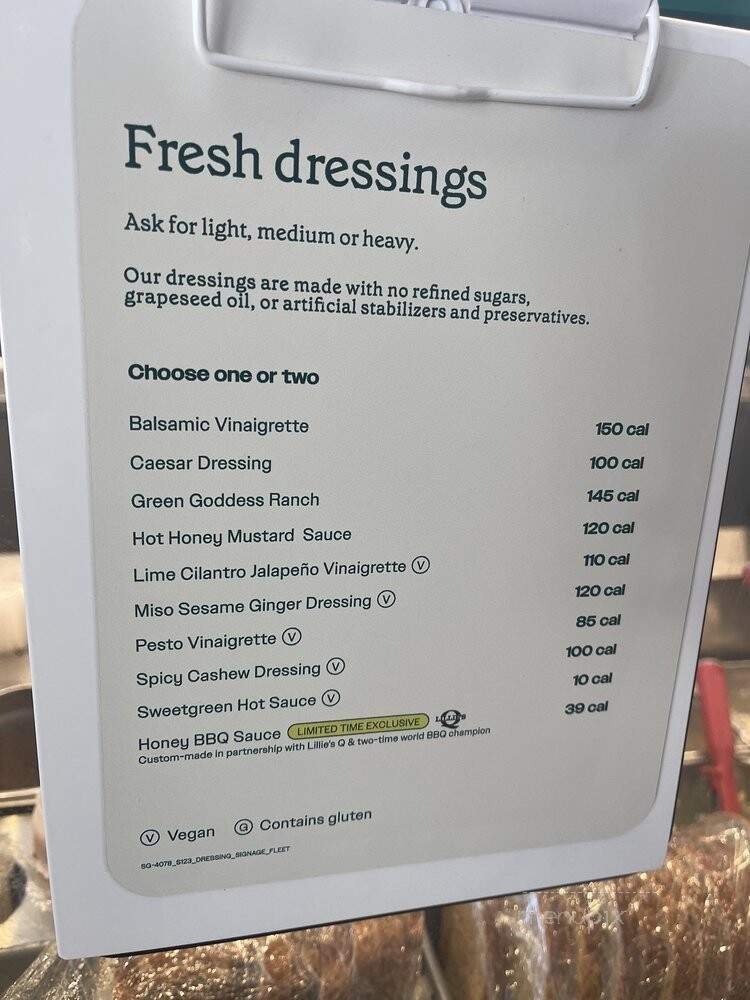 Fresh dressings
Ask for light, medium or heavy.
Our dressings are made with no refined sugars,
grapeseed oil, or artificial stabilizers and preservatives.
Choose one or two
Balsamic Vinaigrette 150 cal
Caesar Dressing 100 cal
Green Goddess Ranch 145 cal
Hot Honey Mustard Sauce 120 cal
Lime Cilantro Jalapeño Vinaigrette Ⓥ 110 cal
Miso Sesame Ginger Dressing Ⓥ 120 cal
Pesto Vinaigrette Ⓥ 85 cal
Spicy Cashew Dressing Ⓥ 100 cal
Sweetgreen Hot Sauce Ⓥ 10 cal
Honey BBQ Sauce LIMITED TIME EXCLUSIVE LILLIE'S Q 39 cal
Custom-made in partnership with Lillie's Q & two-time world BBQ champion
Ⓥ Vegan Ⓖ Contains gluten
SG-4078_S123_DRESSING_SIGNAGE_FLEET
menupix